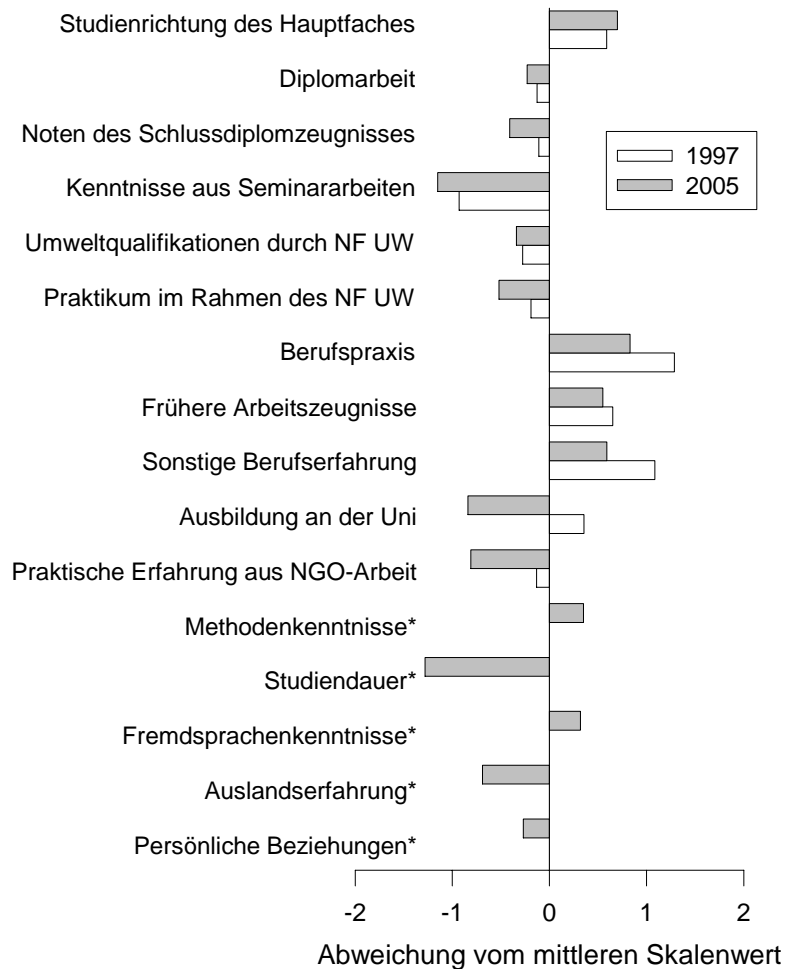 Studienrichtung des Hauptfaches
Diplomarbeit
Noten des Schlussdiplomzeugnisses
1997
2005
Kenntnisse aus Seminararbeiten
Umweltqualifikationen durch NF UW
Praktikum im Rahmen des NF UW
Berufspraxis
Frühere Arbeitszeugnisse
Sonstige Berufserfahrung
Ausbildung an der Uni
Praktische Erfahrung aus NGO-Arbeit
Methodenkenntnisse*
Studiendauer*
Fremdsprachenkenntnisse*
Auslandserfahrung*
Persönliche Beziehungen*
-2 -1 0 1 2
Abweichung vom mittleren Skalenwert